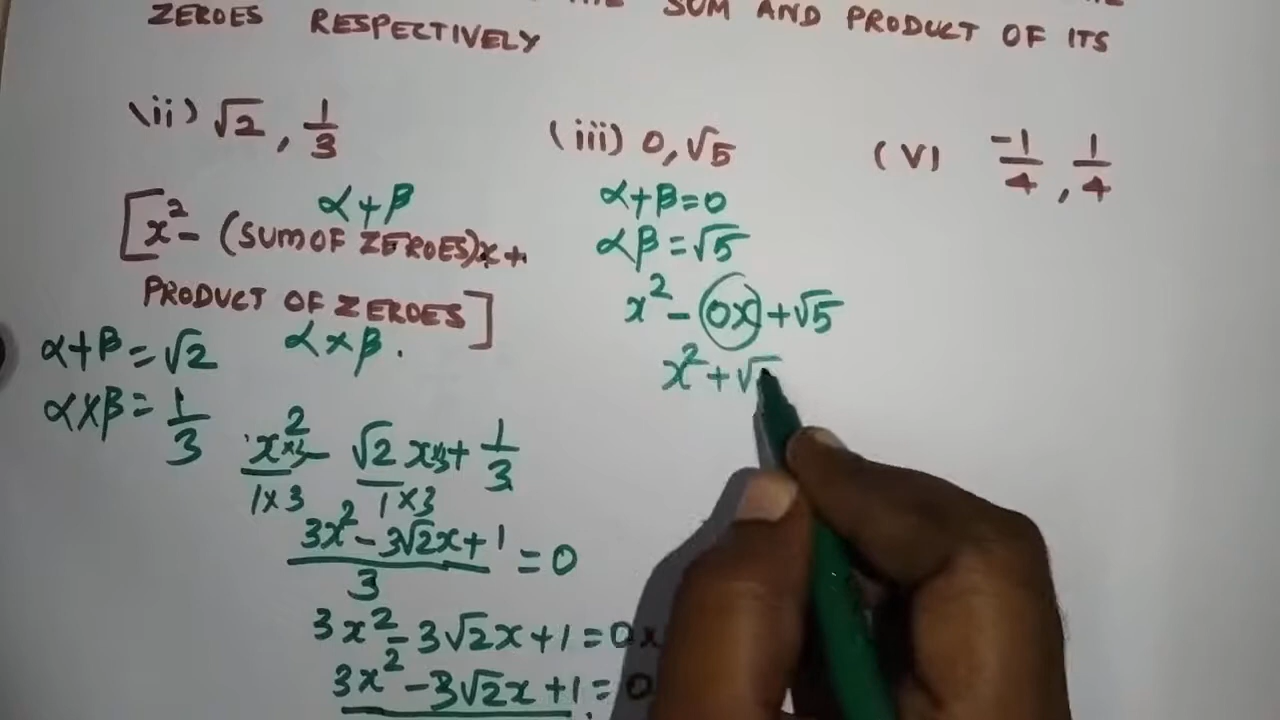 SUM AND PRODUCT OF ITS
ZEROES RESPECTIVELY
(ii) √2, 1/3
[x² - (SUM OF ZEROES)x +
α+β
PRODUCT OF ZEROES]
α×β.
α+β = √2
α×β = 1/3
x²×3/1×3 - √2 x×3/1×3 + 1/3
3x² - 3√2x + 1/3 = 0
3x² - 3√2x + 1 = 0×
3x² - 3√2x + 1 = 0
(iii) 0, √5
α+β = 0
αβ = √5
x² - 0x + √5
x² + √
(V) -1/4, 1/4